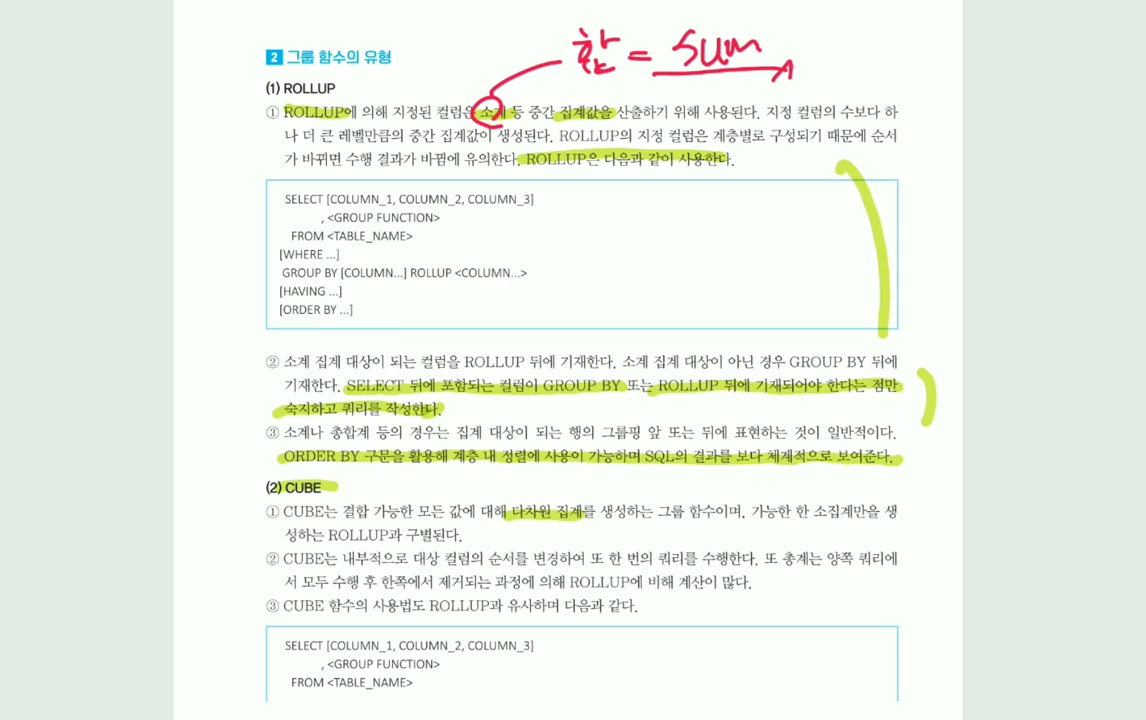 합 = sum
2 그룹 함수의 유형
(1) ROLLUP
① ROLLUP에 의해 지정된 컬럼은 소계 등 중간 집계값을 산출하기 위해 사용된다. 지정 컬럼의 수보다 하
나 더 큰 레벨만큼의 중간 집계값이 생성된다. ROLLUP의 지정 컬럼은 계층별로 구성되기 때문에 순서
가 바뀌면 수행 결과가 바뀜에 유의한다. ROLLUP은 다음과 같이 사용한다.
SELECT [COLUMN_1, COLUMN_2, COLUMN_3]
, <GROUP FUNCTION>
FROM <TABLE_NAME>
[WHERE ...]
GROUP BY [COLUMN...] ROLLUP <COLUMN...>
[HAVING ...]
[ORDER BY ...]
② 소계 집계 대상이 되는 컬럼을 ROLLUP 뒤에 기재한다. 소계 집계 대상이 아닌 경우 GROUP BY 뒤에
기재한다. SELECT 뒤에 포함되는 컬럼이 GROUP BY 또는 ROLLUP 뒤에 기재되어야 한다는 점만
숙지하고 쿼리를 작성한다.
③ 소계나 총합계 등의 경우는 집계 대상이 되는 행의 그룹핑 앞 또는 뒤에 표현하는 것이 일반적이다.
ORDER BY 구문을 활용해 계층 내 정렬에 사용이 가능하며 SQL의 결과를 보다 체계적으로 보여준다.
(2) CUBE
① CUBE는 결합 가능한 모든 값에 대해 다차원 집계를 생성하는 그룹 함수이며, 가능한 한 소집계만을 생
성하는 ROLLUP과 구별된다.
② CUBE는 내부적으로 대상 컬럼의 순서를 변경하여 또 한 번의 쿼리를 수행한다. 또 총계는 양쪽 쿼리에
서 모두 수행 후 한쪽에서 제거되는 과정에 의해 ROLLUP에 비해 계산이 많다.
③ CUBE 함수의 사용법도 ROLLUP과 유사하며 다음과 같다.
SELECT [COLUMN_1, COLUMN_2, COLUMN_3]
, <GROUP FUNCTION>
FROM <TABLE_NAME>